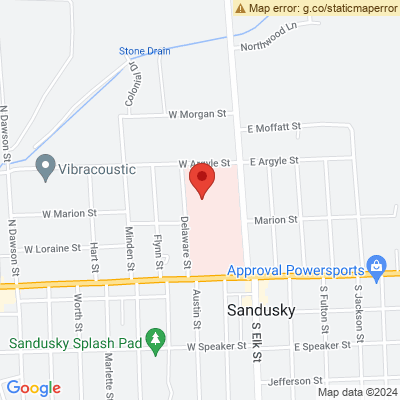 Map error: g.co/staticmaperror
Northwood Ln
Stone Drain
Colonial Dr
W Morgan St
E Moffatt St
N Dawson St
W Argyle St
E Argyle St
Vibracoustic
W Marion St
Marion St
Delaware St
Minden St
Flynn St
Hart St
W Loraine St
N Dawson St
Approval Powersports
Worth St
Austin St
Sandusky
S Elk St
S Fulton St
S Jackson St
Sandusky Splash Pad
W Speaker St
E Speaker St
Marlette St
Jefferson St
Google
Map data ©2024